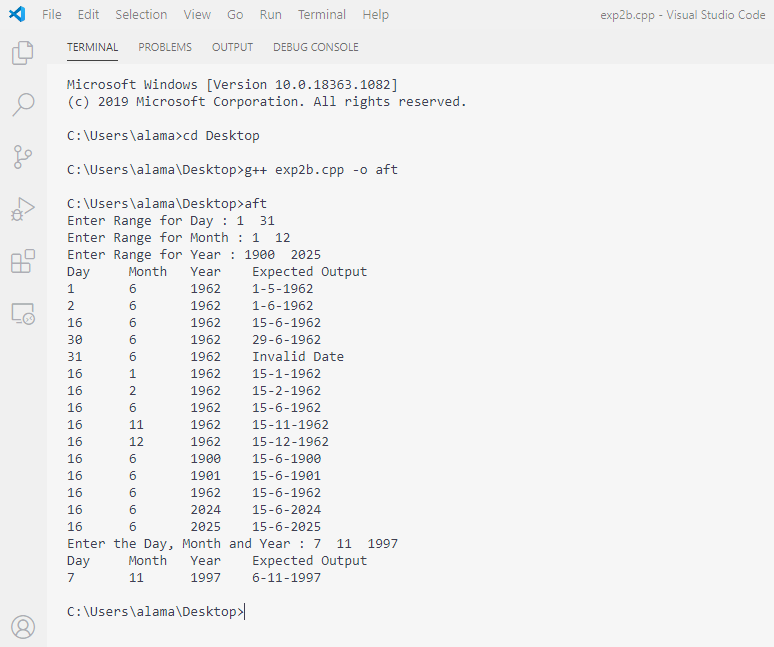 File Edit Selection View Go Run Terminal Help exp2b.cpp - Visual Studio Code
TERMINAL PROBLEMS OUTPUT DEBUG CONSOLE
Microsoft Windows [Version 10.0.18363.1082]
(c) 2019 Microsoft Corporation. All rights reserved.
C:\Users\alama>cd Desktop
C:\Users\alama\Desktop>g++ exp2b.cpp -o aft
C:\Users\alama\Desktop>aft
Enter Range for Day : 1  31
Enter Range for Month : 1  12
Enter Range for Year : 1900  2025
Day Month Year Expected Output
1 6 1962 1-5-1962
2 6 1962 1-6-1962
16 6 1962 15-6-1962
30 6 1962 29-6-1962
31 6 1962 Invalid Date
16 1 1962 15-1-1962
16 2 1962 15-2-1962
16 6 1962 15-6-1962
16 11 1962 15-11-1962
16 12 1962 15-12-1962
16 6 1900 15-6-1900
16 6 1901 15-6-1901
16 6 1962 15-6-1962
16 6 2024 15-6-2024
16 6 2025 15-6-2025
Enter the Day, Month and Year : 7  11  1997
Day Month Year Expected Output
7 11 1997 6-11-1997
C:\Users\alama\Desktop>